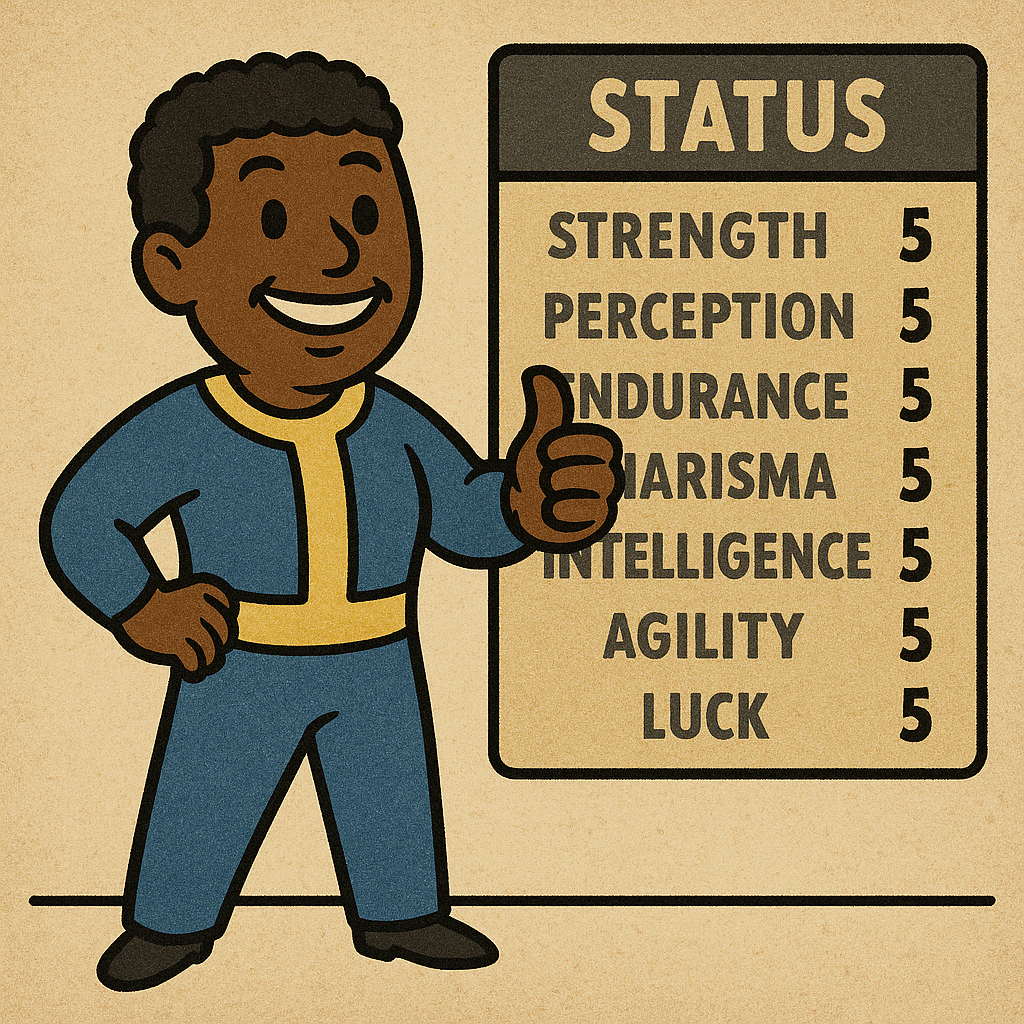 STATUS
STRENGTH 5
PERCEPTION 5
ENDURANCE 5
CHARISMA 5
INTELLIGENCE 5
AGILITY 5
LUCK 5